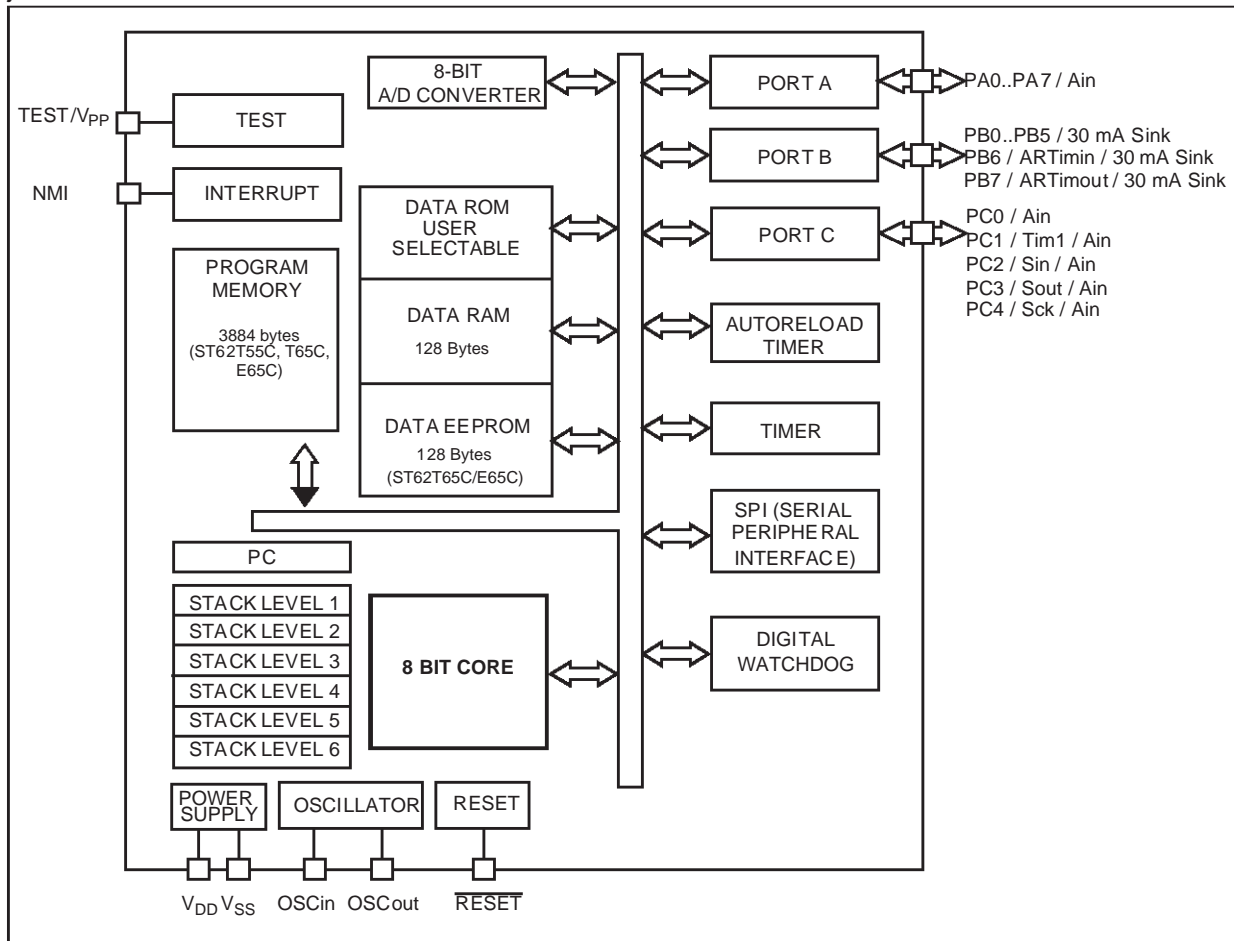 8-BIT
A/D CONVERTER
PORT A
PA0..PA7 / Ain
TEST/VPP
TEST
PORT B
PB0..PB5 / 30 mA Sink
PB6 / ARTimin / 30 mA Sink
PB7 / ARTimout / 30 mA Sink
NMI
INTERRUPT
DATA ROM
USER
SELECTABLE
PORT C
PC0 / Ain
PC1 / Tim1 / Ain
PC2 / Sin / Ain
PC3 / Sout / Ain
PC4 / Sck / Ain
PROGRAM
MEMORY
3884 bytes
(ST62T55C, T65C,
E65C)
DATA RAM
128 Bytes
AUTORELOAD
TIMER
DATA EEPROM
128 Bytes
(ST62T65C/E65C)
TIMER
SPI (SERIAL
PERIPHERAL
INTERFACE)
PC
STACK LEVEL 1
STACK LEVEL 2
STACK LEVEL 3
STACK LEVEL 4
STACK LEVEL 5
STACK LEVEL 6
8 BIT CORE
DIGITAL
WATCHDOG
POWER
SUPPLY
OSCILLATOR
RESET
VDD VSS
OSCin OSCout
RESET